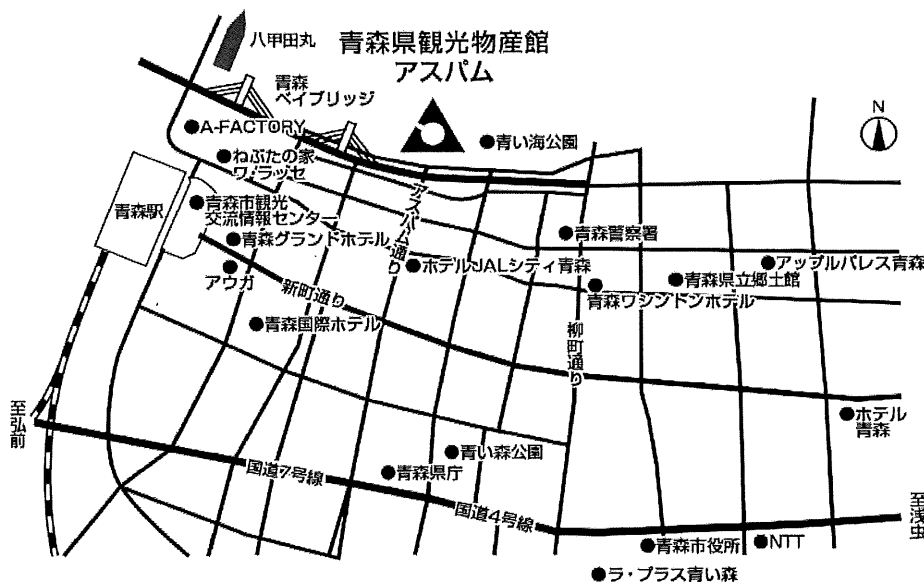 八甲田丸
青森県観光物産館
アスパム
青森
ベイブリッジ
N
A-FACTORY
青い海公園
ねぶたの家
ワ・ラッセ
青森駅
アスパム通り
青森市観光
交流情報センター
青森警察署
青森グランドホテル
アウガ
新町通り
ホテルJALシティ青森
アップルパレス青森
青森県立郷土館
青森ワシントンホテル
青森国際ホテル
柳町通り
至弘前
ホテル
青森
青い森公園
国道7号線
青森県庁
国道4号線
至浅虫
青森市役所
NTT
ラ・プラス青い森